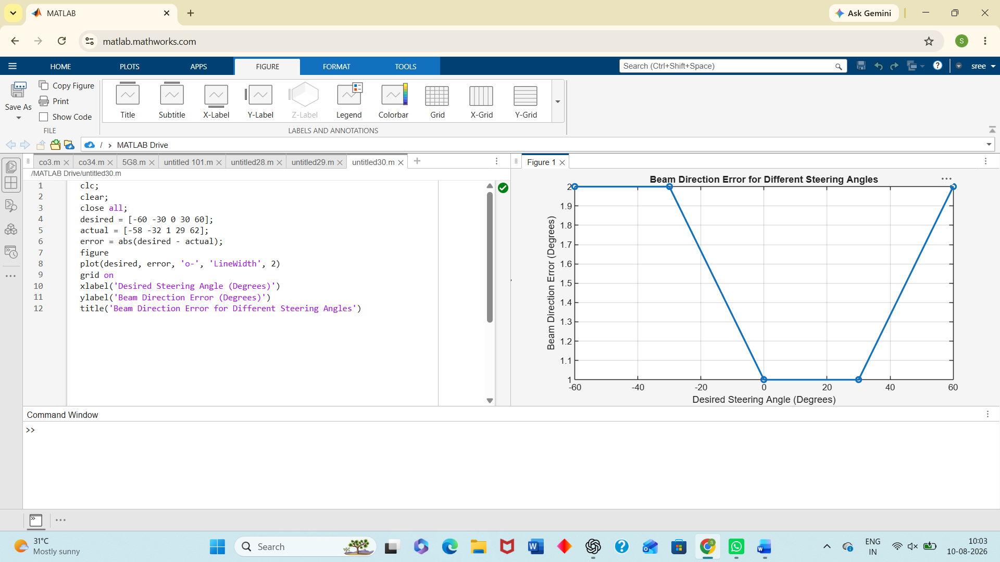 MATLAB
Ask Gemini
matlab.mathworks.com
S
HOME PLOTS APPS FIGURE FORMAT TOOLS
Search (Ctrl+Shift+Space)
sree
Save As
Copy Figure
Print
Show Code
FILE
Title Subtitle X-Label Y-Label Z-Label Legend Colorbar Grid X-Grid Y-Grid
LABELS AND ANNOTATIONS
/ > MATLAB Drive
co3.m co34.m 5G8.m untitled 101.m untitled28.m untitled29.m untitled30.m
/MATLAB Drive/untitled30.m
1 clc;
2 clear;
3 close all;
4 desired = [-60 -30 0 30 60];
5 actual = [-58 -32 1 29 62];
6 error = abs(desired - actual);
7 figure
8 plot(desired, error, 'o-', 'LineWidth', 2)
9 grid on
10 xlabel('Desired Steering Angle (Degrees)')
11 ylabel('Beam Direction Error (Degrees)')
12 title('Beam Direction Error for Different Steering Angles')
Figure 1
Beam Direction Error for Different Steering Angles
Beam Direction Error (Degrees)
2
1.9
1.8
1.7
1.6
1.5
1.4
1.3
1.2
1.1
1
-60 -40 -20 0 20 40 60
Desired Steering Angle (Degrees)
Command Window
>>
31°C
Mostly sunny
Search
ENG
IN
10:03
10-08-2026